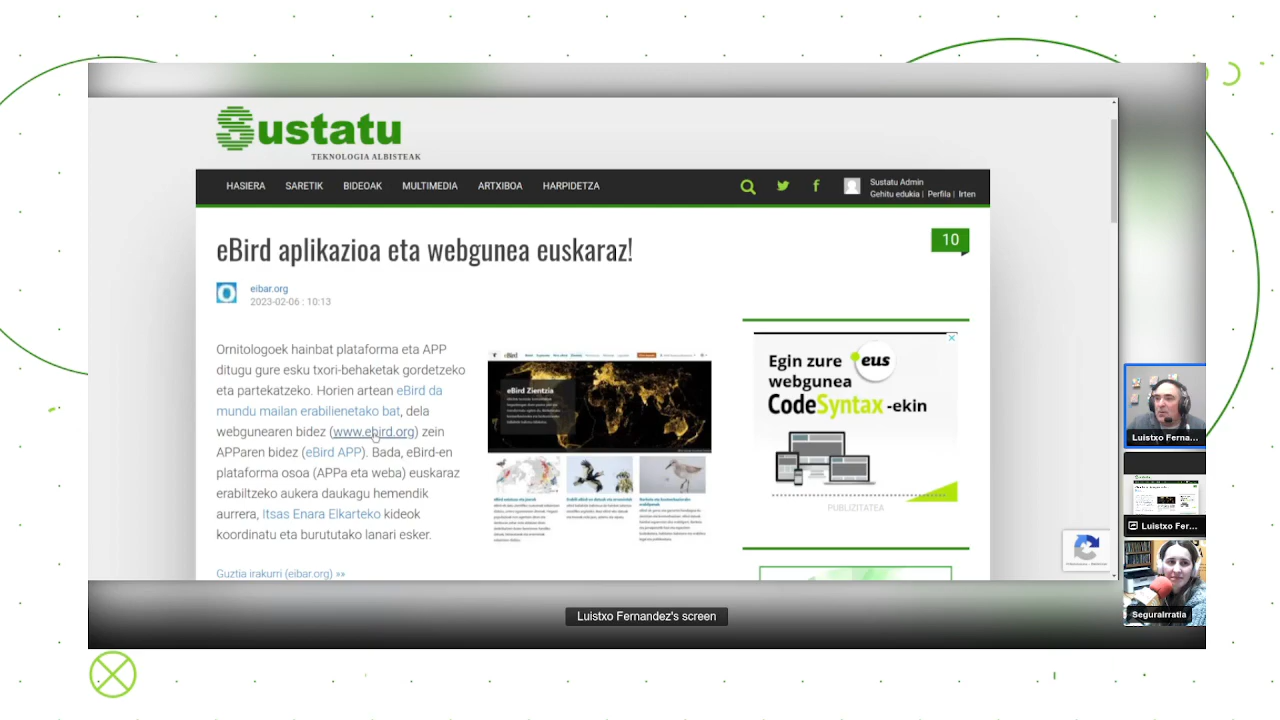 Sustatu
TEKNOLOGIA ALBISTEAK
HASIERA SARETIK BIDEOAK MULTIMEDIA ARTXIBOA HARPIDETZA
Sustatu Admin
Gehitu edukia | Perfila | Irten
eBird aplikazioa eta webgunea euskaraz!
10
eibar.org
2023-02-06 : 10:13
Ornitologoek hainbat plataforma eta APP
ditugu gure esku txori-behaketak gordetzeko
eta partekatzeko. Horien artean eBird da
mundu mailan erabilienetako bat, dela
webgunearen bidez (www.ebird.org) zein
APParen bidez (eBird APP). Bada, eBird-en
plataforma osoa (APPa eta weba) euskaraz
erabiltzeko aukera daukagu hemendik
aurrera, Itsas Enara Elkarteko kideok
koordinatu eta burututako lanari esker.
Guztia irakurri (eibar.org) »»
eBird
eBird Zientzia
Egin zure .eus
webgunea
CodeSyntax -ekin
PUBLIZITATEA
Luistxo Ferna...
Luistxo Fer...
SeguraIrratia
Luistxo Fernandez's screen